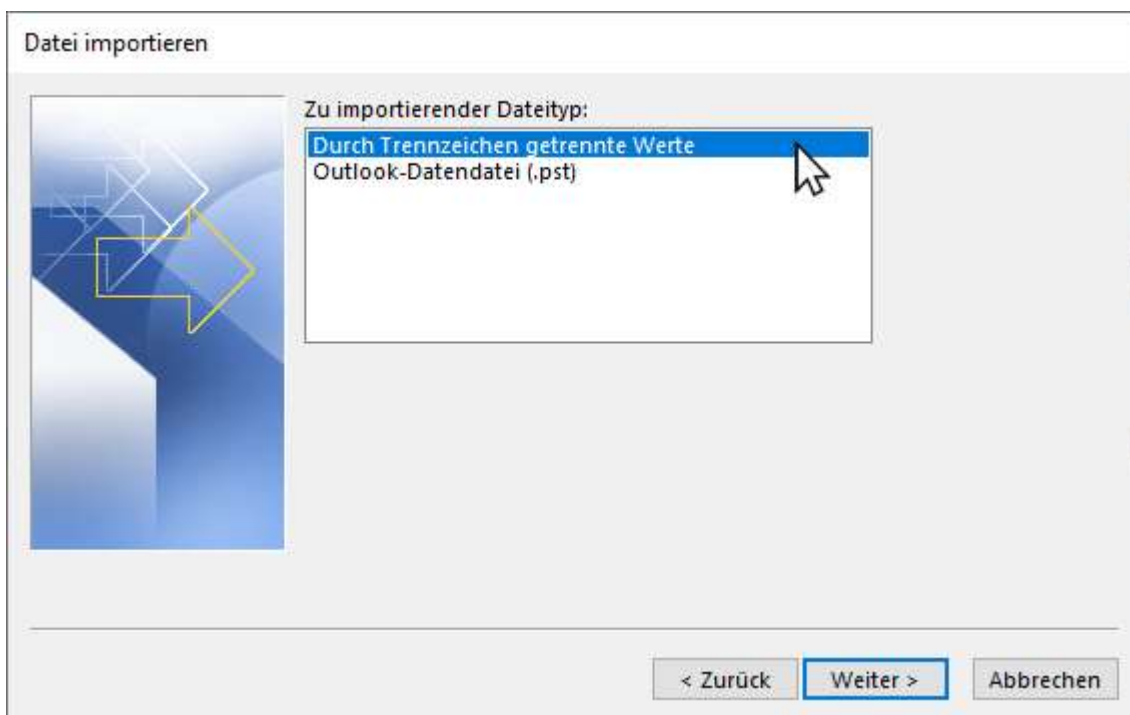 Datei importieren
Zu importierender Dateityp:
Durch Trennzeichen getrennte Werte
Outlook-Datendatei (.pst)
< Zurück
Weiter >
Abbrechen